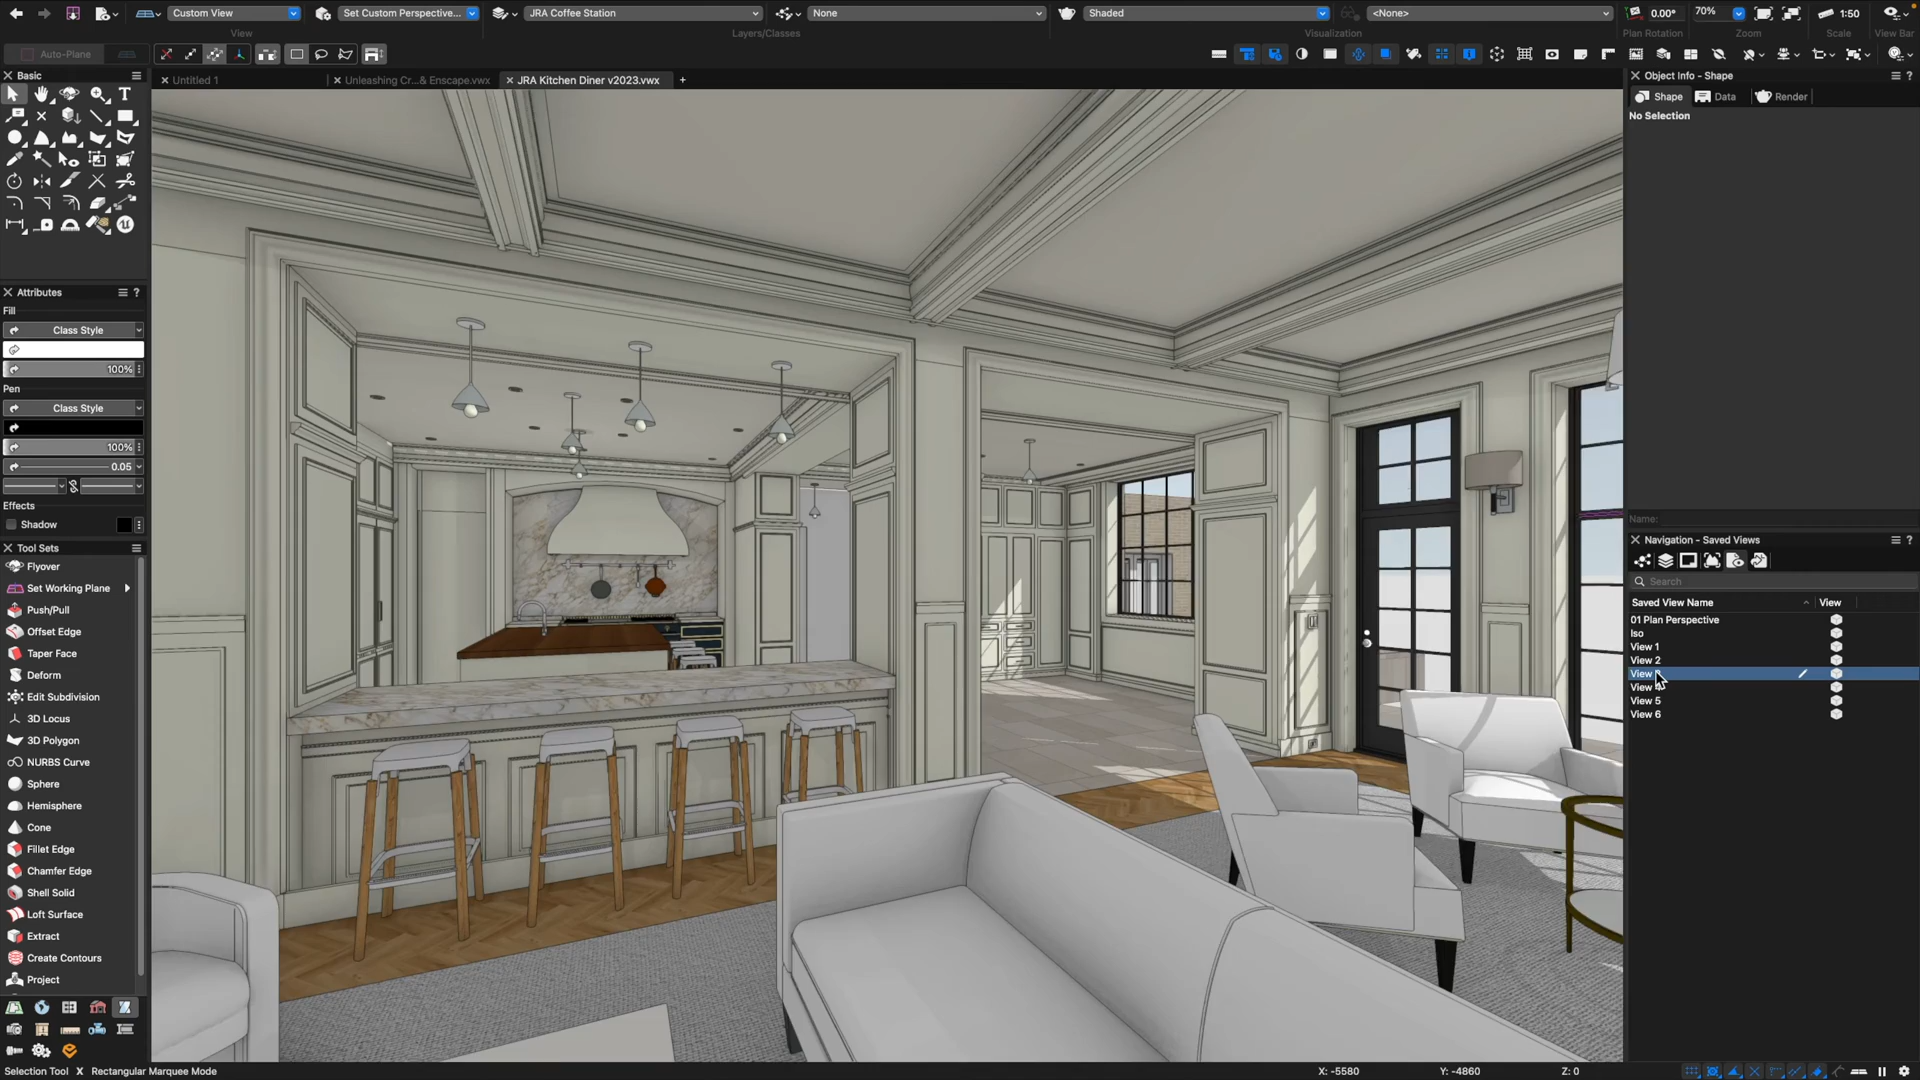 Custom View
Set Custom Perspective...
JRA Coffee Station
None
Shaded
<None>
0.00°
70%
1:50
View
Layers/Classes
Visualization
Plan Rotation
Zoom
Scale
View Bar
Auto-Plane
Basic
Untitled 1
Unleashing Cr...& Enscape.vwx
JRA Kitchen Diner v2023.vwx
Object Info - Shape
Shape
Data
Render
No Selection
Attributes
Fill
Class Style
100%
Pen
Class Style
100%
0.05
Effects
Shadow
Tool Sets
Flyover
Set Working Plane
Push/Pull
Offset Edge
Taper Face
Deform
Edit Subdivision
3D Locus
3D Polygon
NURBS Curve
Sphere
Hemisphere
Cone
Fillet Edge
Chamfer Edge
Shell Solid
Loft Surface
Extract
Create Contours
Project
Name:
Navigation - Saved Views
Search
Saved View Name
View
01 Plan Perspective
Iso
View 1
View 2
View
View
View 5
View 6
Selection Tool
Rectangular Marquee Mode
X: -5580
Y: -4860
Z: 0